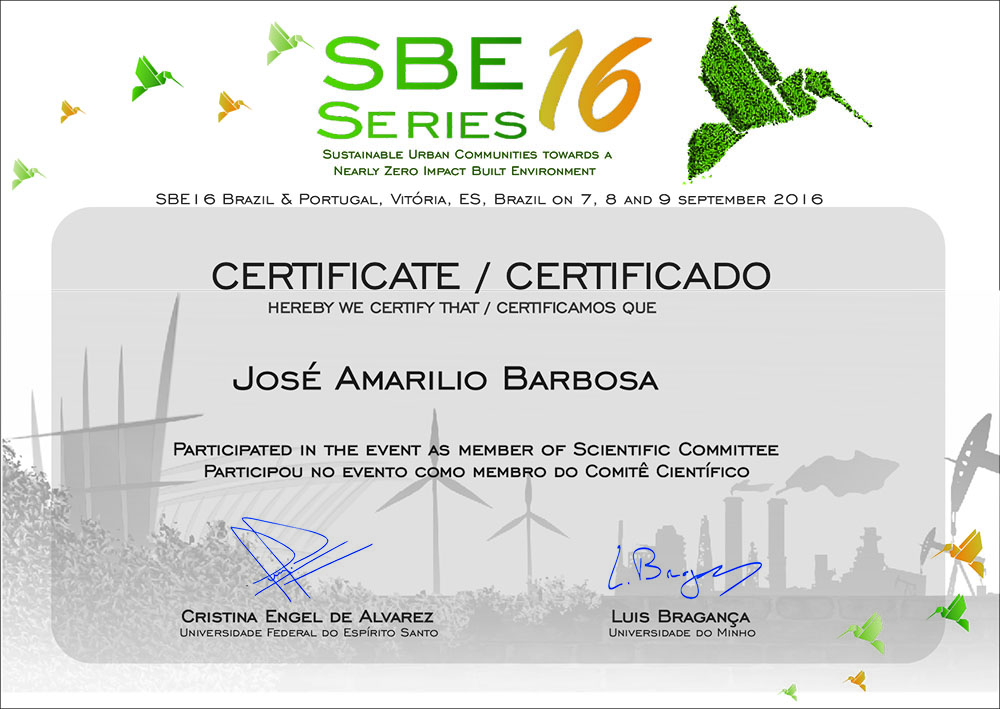 SBE16
SERIES
SUSTAINABLE URBAN COMMUNITIES TOWARDS A
NEARLY ZERO IMPACT BUILT ENVIRONMENT
SBE16 BRAZIL & PORTUGAL, VITÓRIA, ES, BRAZIL ON 7, 8 AND 9 SEPTEMBER 2016
CERTIFICATE / CERTIFICADO
HEREBY WE CERTIFY THAT / CERTIFICAMOS QUE
JOSÉ AMARILIO BARBOSA
PARTICIPATED IN THE EVENT AS MEMBER OF SCIENTIFIC COMMITTEE
PARTICIPOU NO EVENTO COMO MEMBRO DO COMITÊ CIENTÍFICO
CRISTINA ENGEL DE ALVAREZ
UNIVERSIDADE FEDERAL DO ESPÍRITO SANTO
LUIS BRAGANÇA
UNIVERSIDADE DO MINHO